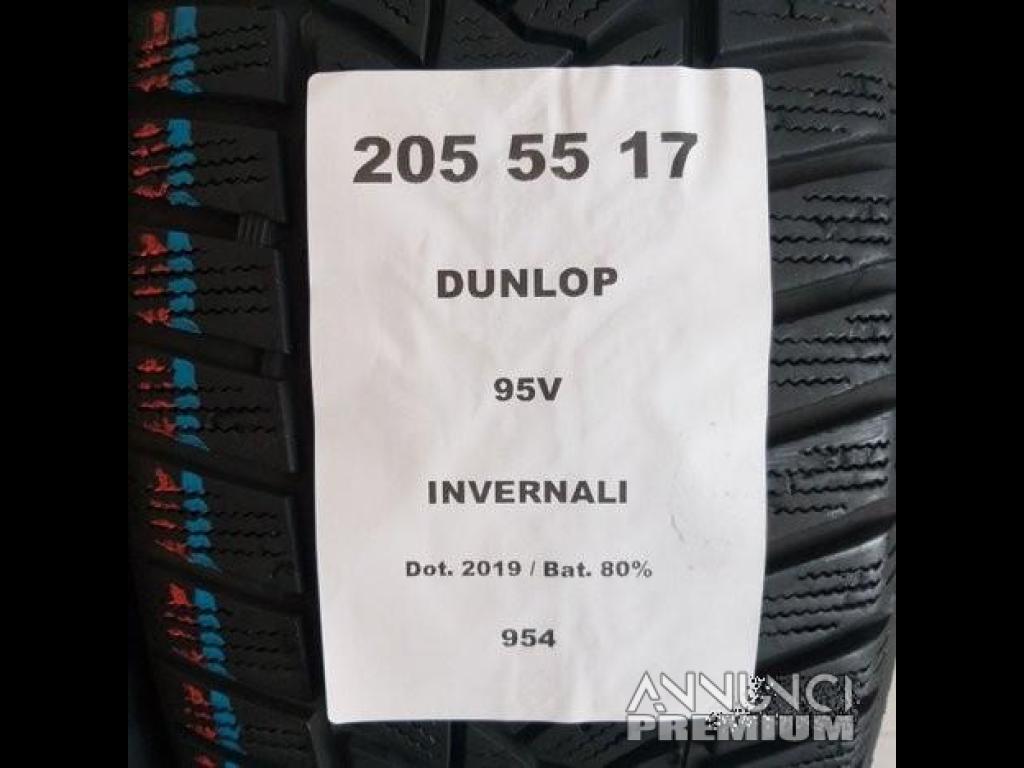 205 55 17
DUNLOP
95V
INVERNALI
Dot. 2019 / Bat. 80%
954
ANNUNCI
PREMIUM